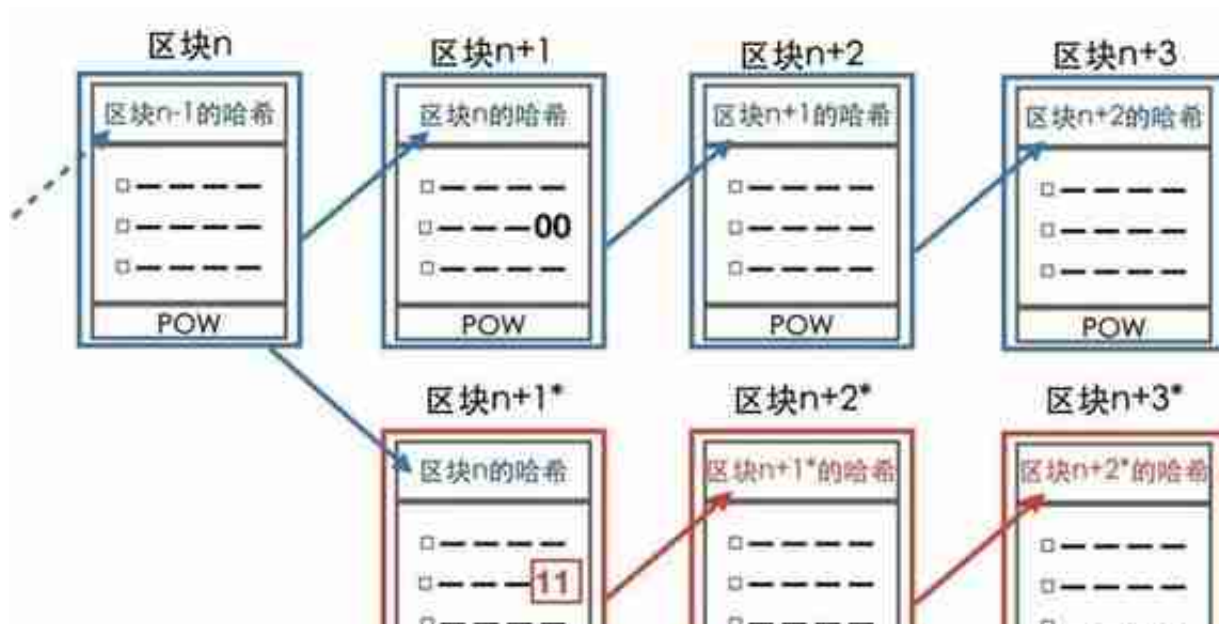 区块n 区块n+1 区块n+2 区块n+3
区块n-1的哈希 区块n的哈希 区块n+1的哈希 区块n+2的哈希
00
POW POW POW POW
区块n+1* 区块n+2* 区块n+3*
区块n的哈希 区块n+1*的哈希 区块n+2*的哈希
11